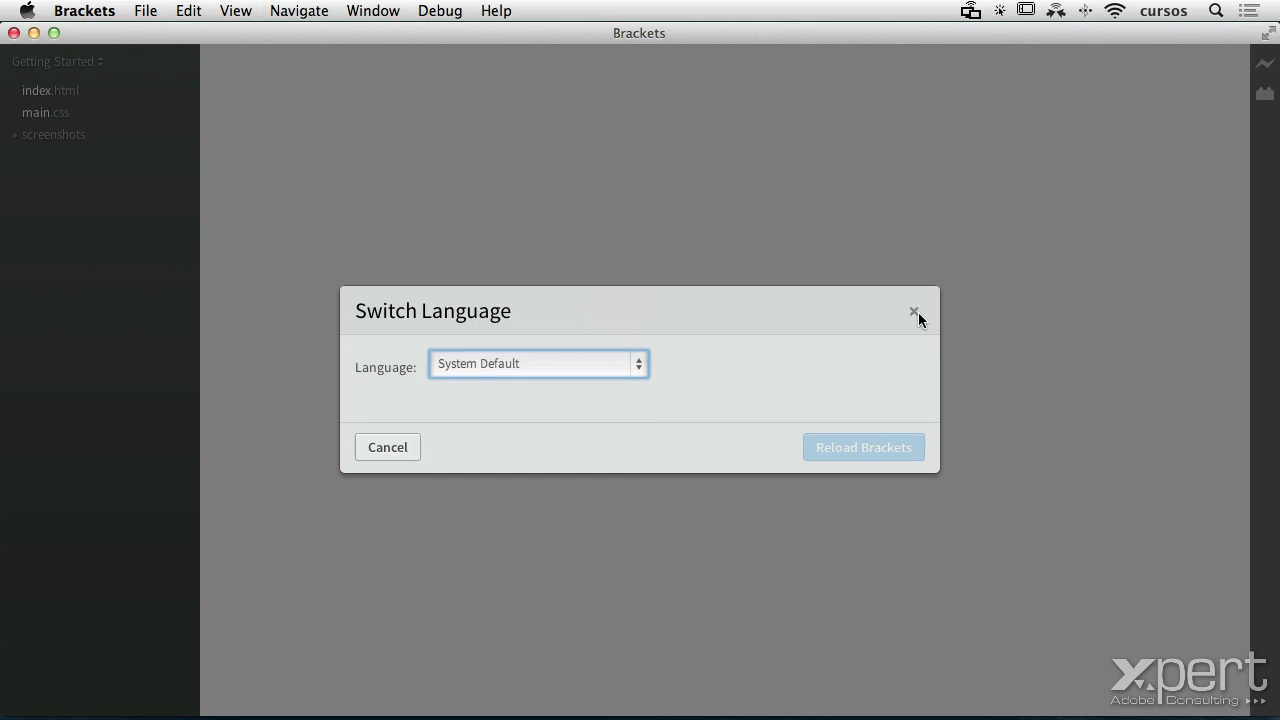 Brackets File Edit View Navigate Window Debug Help cursos
Brackets
Getting Started
index.html
main.css
screenshots
Switch Language
Language: System Default
Cancel Reload Brackets
xpert
Adobe Consulting